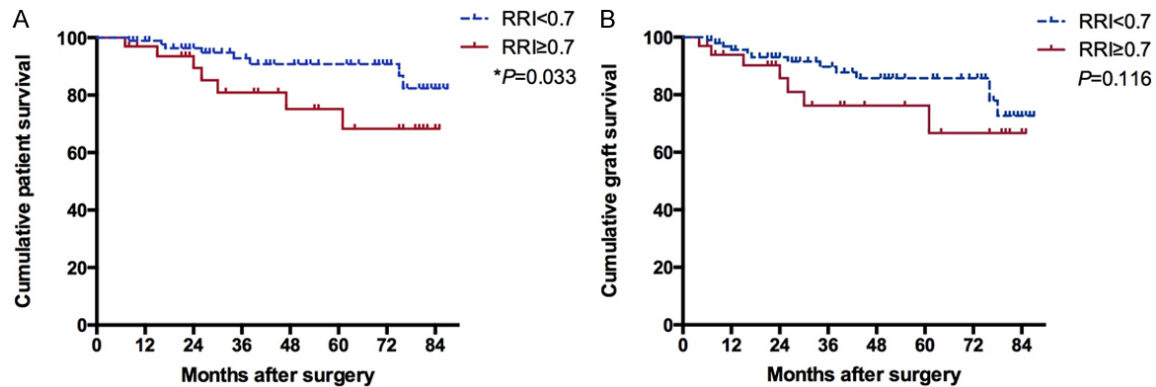 A
RRI<0.7
RRI≥0.7
*P=0.033
Cumulative patient survival
100
80
60
40
20
0
0 12 24 36 48 60 72 84
Months after surgery
B
RRI<0.7
RRI≥0.7
P=0.116
Cumulative graft survival
100
80
60
40
20
0
0 12 24 36 48 60 72 84
Months after surgery